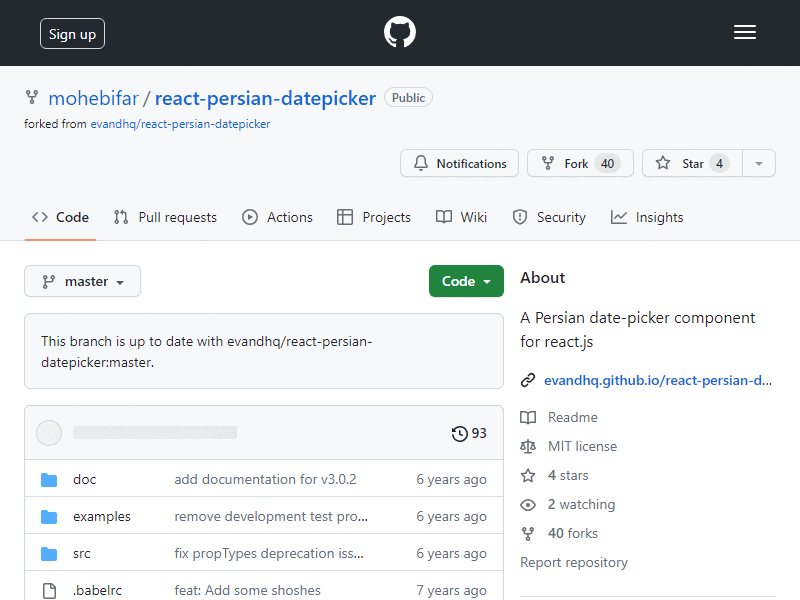 Sign up
mohebifar / react-persian-datepicker Public
forked from evandhq/react-persian-datepicker
Notifications Fork 40 Star 4
Code Pull requests Actions Projects Wiki Security Insights
master Code
This branch is up to date with evandhq/react-persian-
datepicker:master.
93
doc add documentation for v3.0.2 6 years ago
examples remove development test pro... 6 years ago
src fix propTypes deprecation iss... 6 years ago
.babelrc feat: Add some shoshes 7 years ago
About
A Persian date-picker component
for react.js
evandhq.github.io/react-persian-d...
Readme
MIT license
4 stars
2 watching
40 forks
Report repository